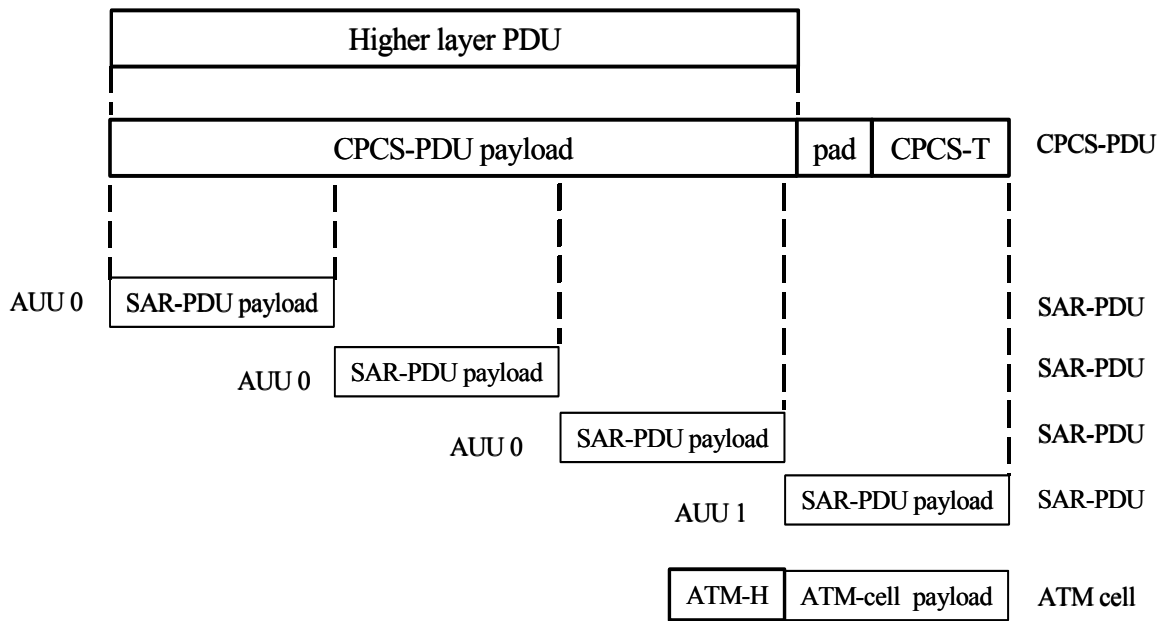 Higher layer PDU
CPCS-PDU payload pad CPCS-T CPCS-PDU
AUU 0 SAR-PDU payload SAR-PDU
AUU 0 SAR-PDU payload SAR-PDU
AUU 0 SAR-PDU payload SAR-PDU
AUU 1 SAR-PDU payload SAR-PDU
ATM-H ATM-cell payload ATM cell